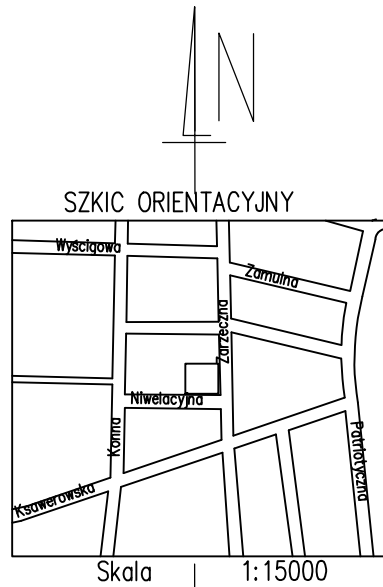 N
SZKIC ORIENTACYJNY
Wyścigowa
Zamulna
Zarzeczna
Niwelacyjna
Konna
Patriotyczna
Ksawerowska
Skala 1:15000